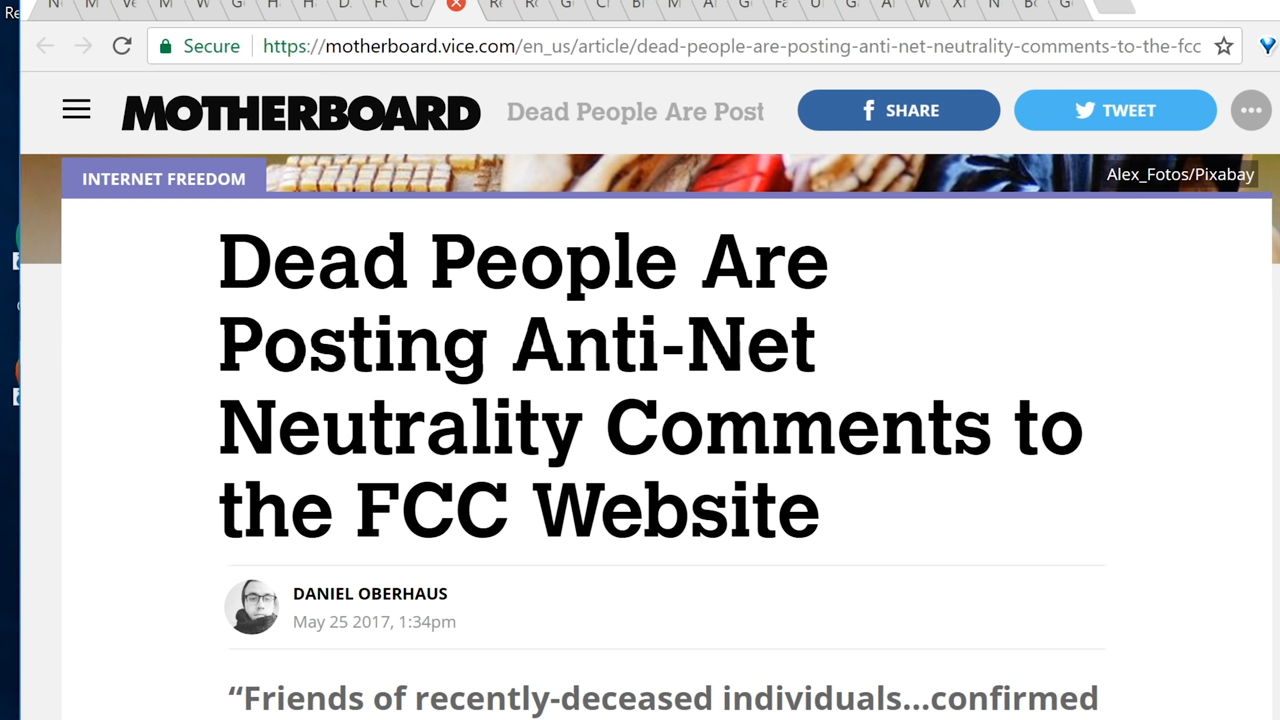 Secure https://motherboard.vice.com/en_us/article/dead-people-are-posting-anti-net-neutrality-comments-to-the-fcc
MOTHERBOARD Dead People Are Post SHARE TWEET
INTERNET FREEDOM
Alex_Fotos/Pixabay
Dead People Are
Posting Anti-Net
Neutrality Comments to
the FCC Website
DANIEL OBERHAUS
May 25 2017, 1:34pm
“Friends of recently-deceased individuals...confirmed